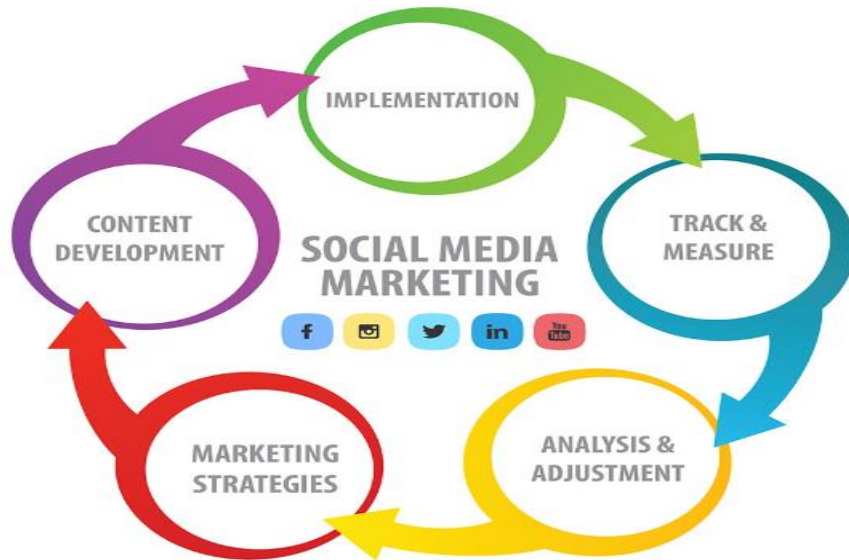 IMPLEMENTATION
CONTENT
DEVELOPMENT
TRACK &
MEASURE
SOCIAL MEDIA
MARKETING
f
in
You
Tube
MARKETING
STRATEGIES
ANALYSIS &
ADJUSTMENT